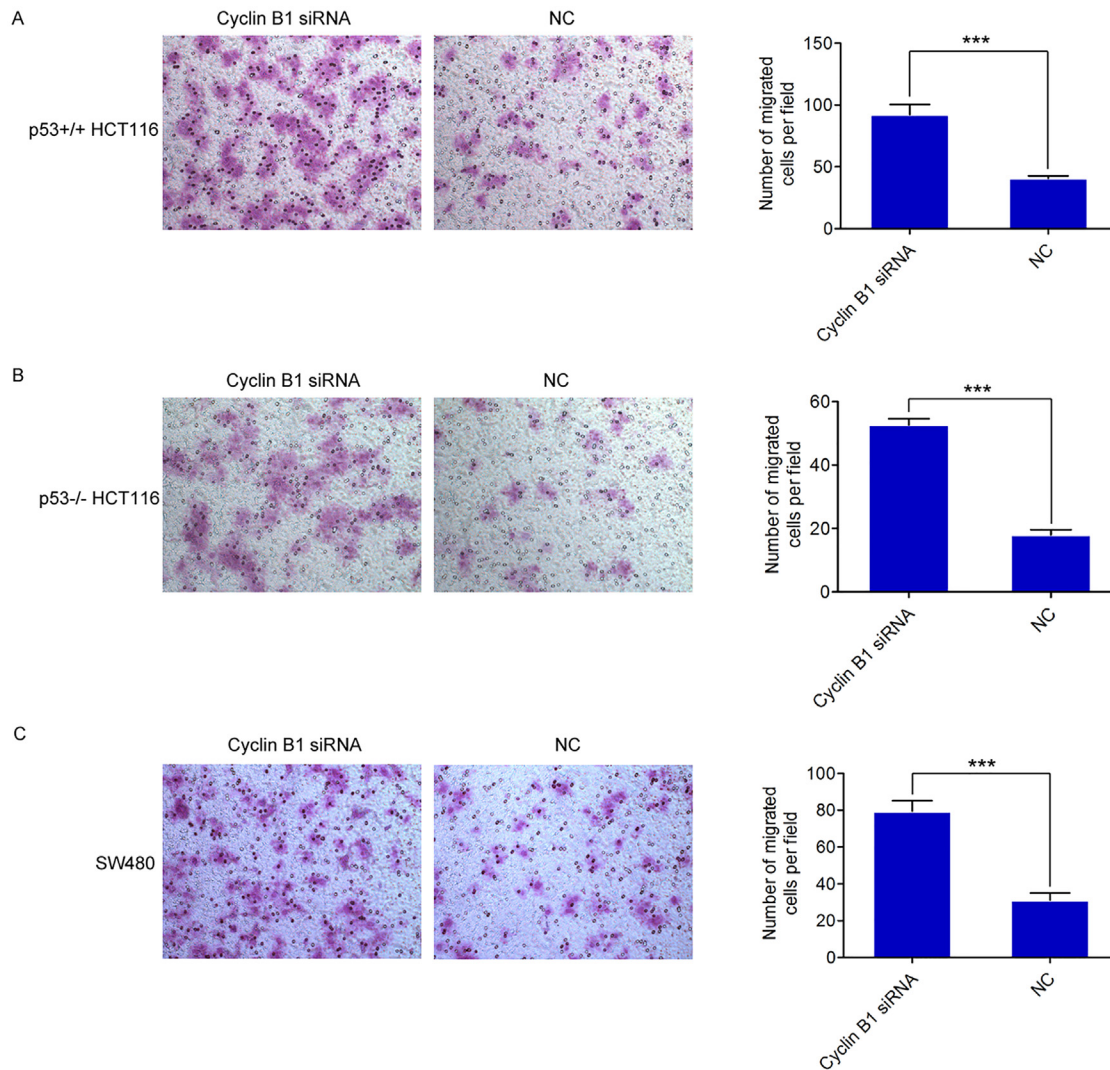 A
Cyclin B1 siRNA
NC
p53+/+ HCT116
Number of migrated
cells per field
150
100
50
0
***
Cyclin B1 siRNA
NC
B
Cyclin B1 siRNA
NC
p53-/- HCT116
Number of migrated
cells per field
60
40
20
0
***
Cyclin B1 siRNA
NC
C
Cyclin B1 siRNA
NC
SW480
Number of migrated
cells per field
100
80
60
40
20
0
***
Cyclin B1 siRNA
NC